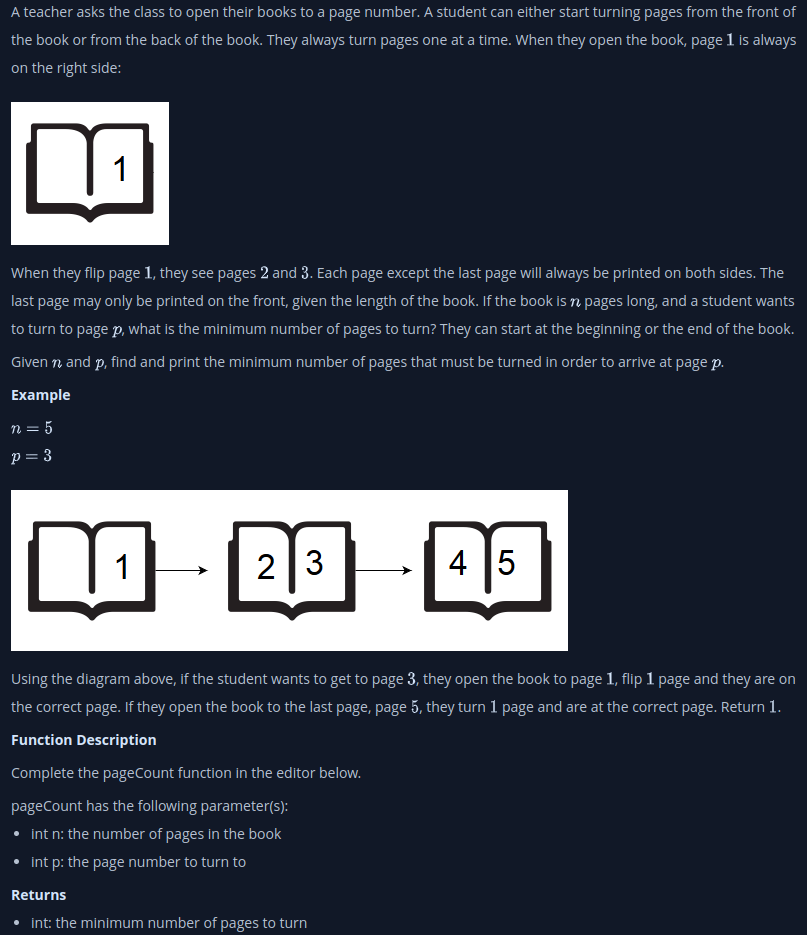 A teacher asks the class to open their books to a page number. A student can either start turning pages from the front of
the book or from the back of the book. They always turn pages one at a time. When they open the book, page 1 is always
on the right side:
1
When they flip page 1, they see pages 2 and 3. Each page except the last page will always be printed on both sides. The
last page may only be printed on the front, given the length of the book. If the book is n pages long, and a student wants
to turn to page p, what is the minimum number of pages to turn? They can start at the beginning or the end of the book.
Given n and p, find and print the minimum number of pages that must be turned in order to arrive at page p.
Example
n = 5
p = 3
1 2 3 4 5
Using the diagram above, if the student wants to get to page 3, they open the book to page 1, flip 1 page and they are on
the correct page. If they open the book to the last page, page 5, they turn 1 page and are at the correct page. Return 1.
Function Description
Complete the pageCount function in the editor below.
pageCount has the following parameter(s):
• int n: the number of pages in the book
• int p: the page number to turn to
Returns
• int: the minimum number of pages to turn